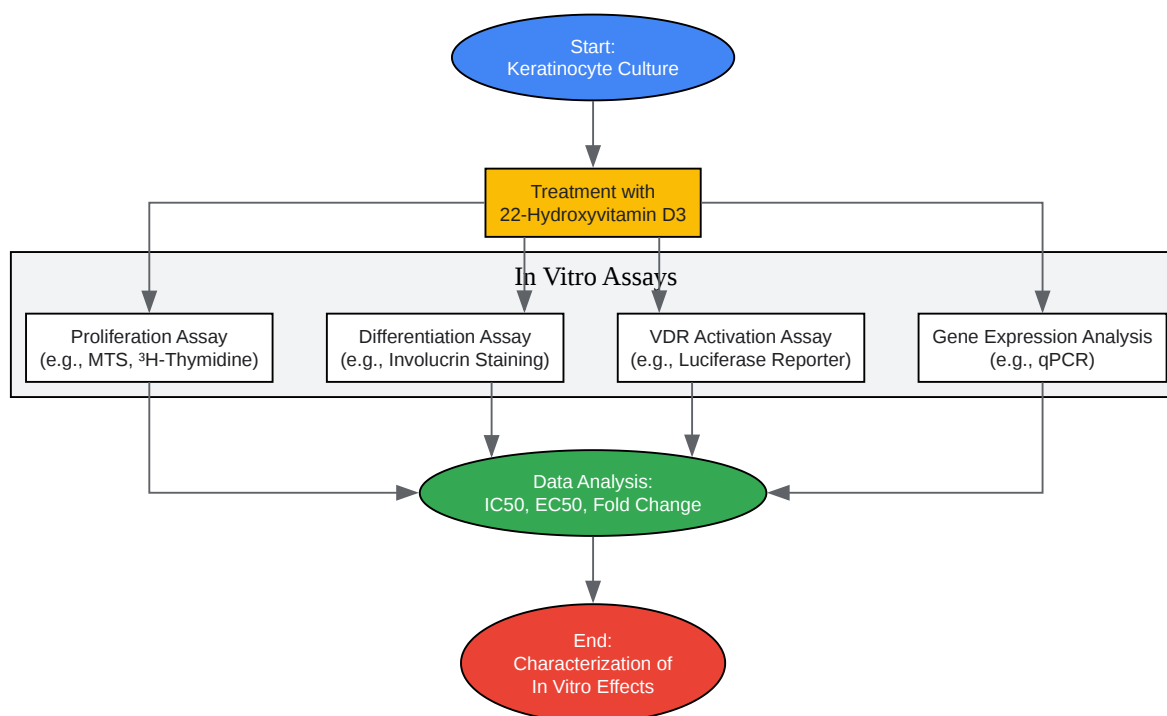 Start:
Keratinocyte Culture
Treatment with
22-Hydroxyvitamin D3
In Vitro Assays
Proliferation Assay
(e.g., MTS, ³H-Thymidine)
Differentiation Assay
(e.g., Involucrin Staining)
VDR Activation Assay
(e.g., Luciferase Reporter)
Gene Expression Analysis
(e.g., qPCR)
Data Analysis:
IC50, EC50, Fold Change
End:
Characterization of
In Vitro Effects